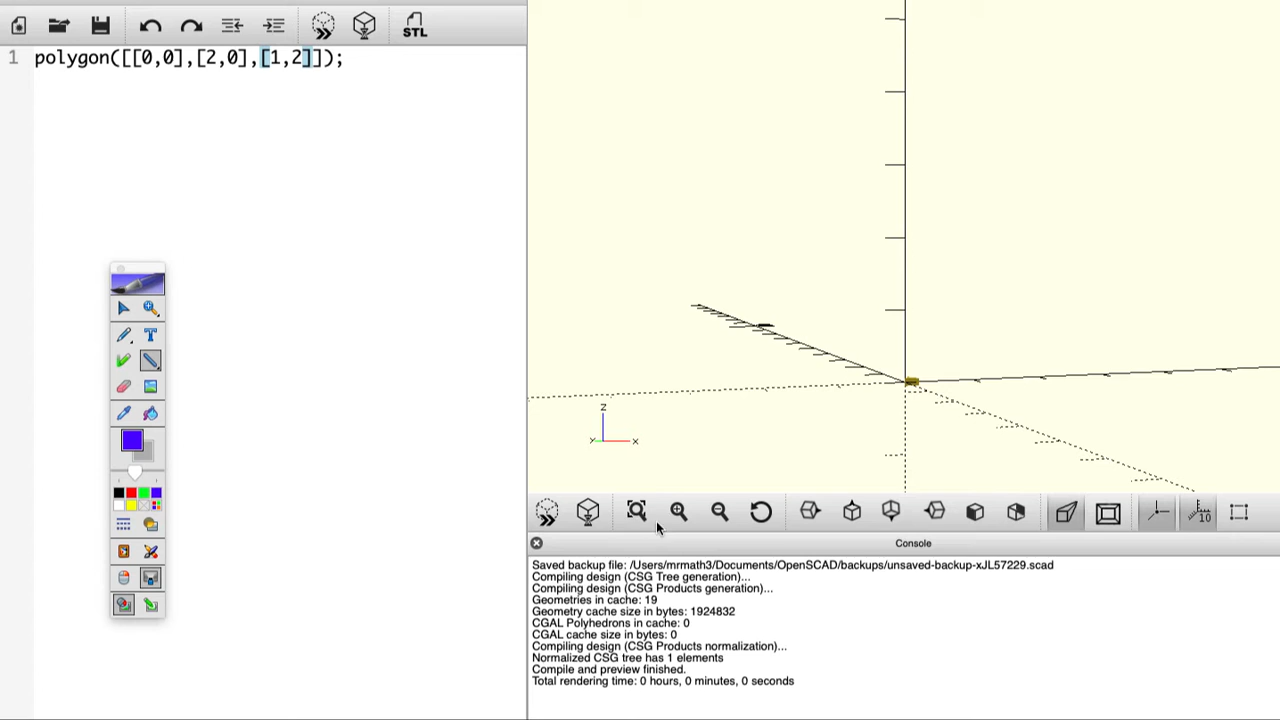 STL
1 polygon([[0,0],[2,0],[1,2]]);
Z
Y X
10
Console
Saved backup file: /Users/mrmath3/Documents/OpenSCAD/backups/unsaved-backup-xJL57229.scad
Compiling design (CSG Tree generation)...
Compiling design (CSG Products generation)...
Geometries in cache: 19
Geometry cache size in bytes: 1924832
CGAL Polyhedrons in cache: 0
CGAL cache size in bytes: 0
Compiling design (CSG Products normalization)...
Normalized CSG tree has 1 elements
Compile and preview finished.
Total rendering time: 0 hours, 0 minutes, 0 seconds